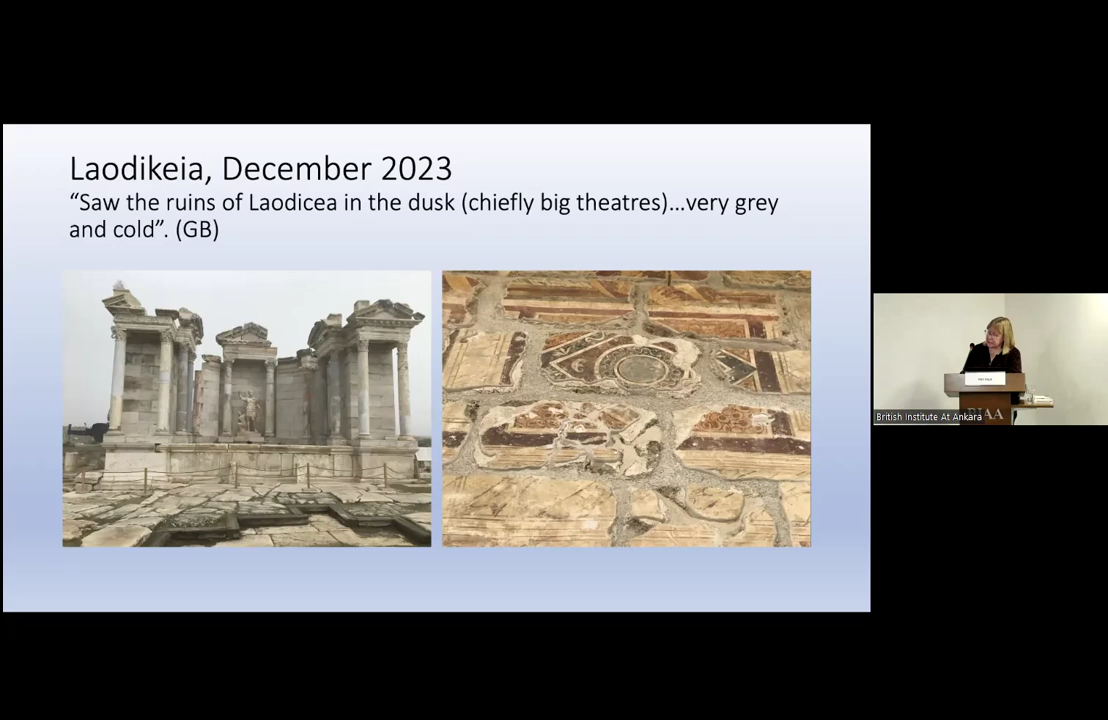 Laodikeia, December 2023
“Saw the ruins of Laodicea in the dusk (chiefly big theatres)...very grey
and cold”. (GB)
BIAA
British Institute At Ankara